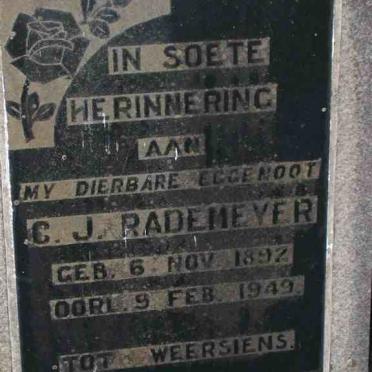 IN SOETE
HERINNERING
AAN
MY DIERBARE EGGENOOT
C. J. RADEMEYER
GEB. 6. NOV. 1892
OORL. 9 FEB. 1949.
TOT WEERSIENS.